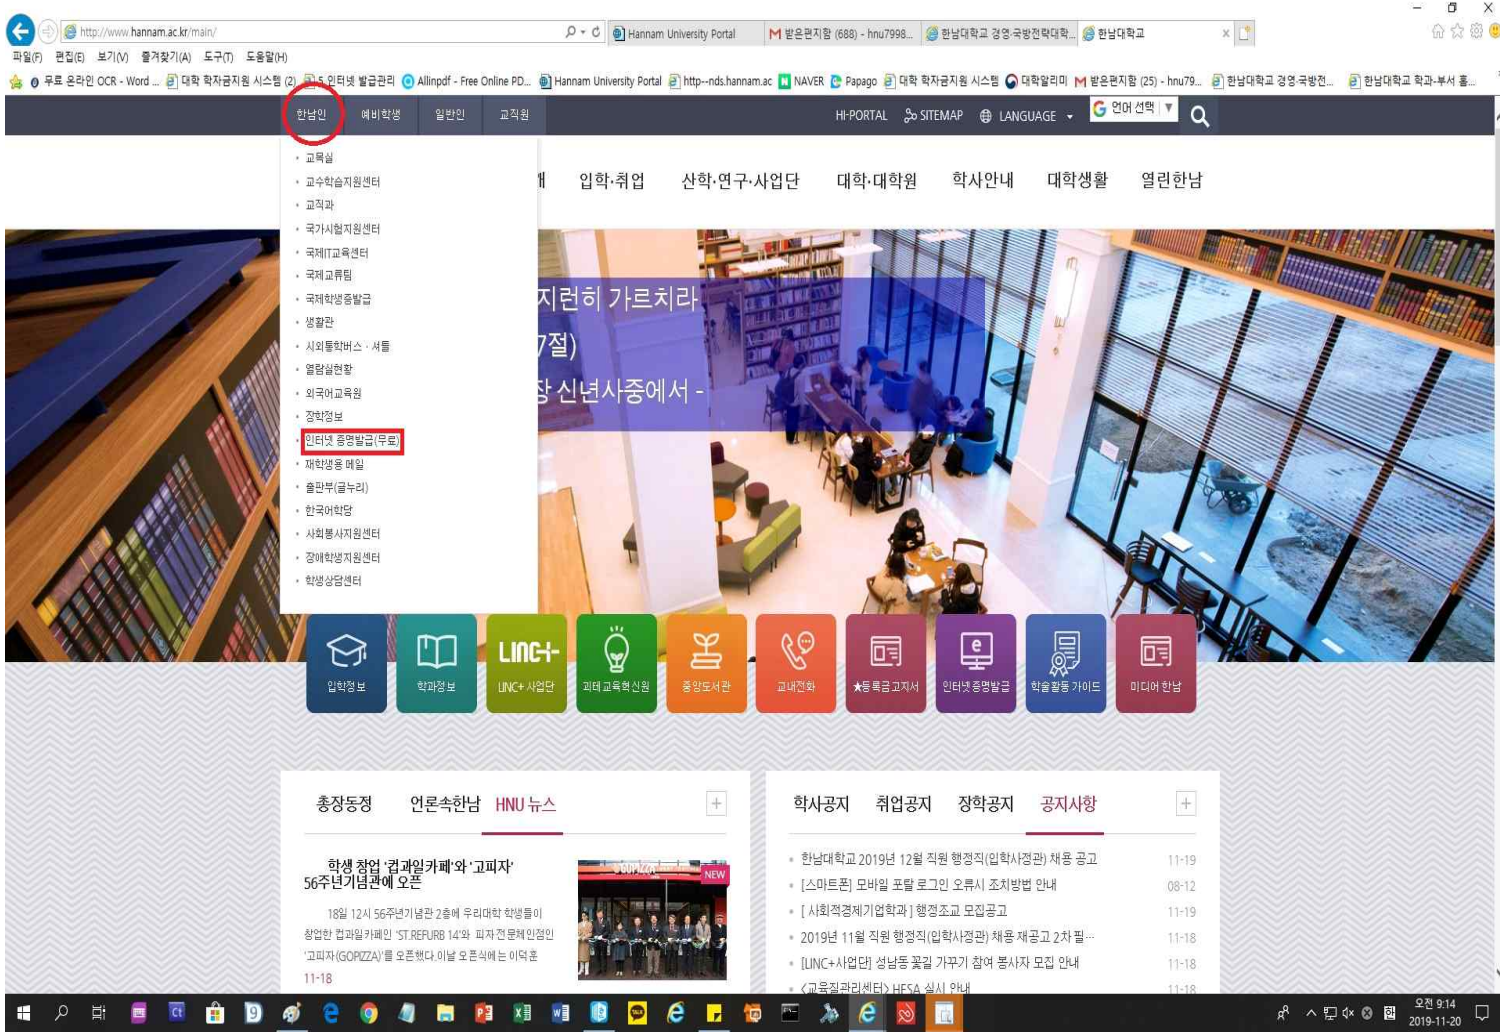 http://www.hannam.ac.kr/main/
Hannam University Portal
받은편지함 (688) - hnu7998...
한남대학교 경영·국방전략대학...
한남대학교
파일(F) 편집(E) 보기(V) 즐겨찾기(A) 도구(T) 도움말(H)
무료 온라인 OCR - Word ...
대학 학자금지원 시스템 (2)
5 인터넷 발급관리
Allinpdf - Free Online PD...
Hannam University Portal
http--nds.hannam.ac
NAVER
Papago
대학 학자금지원 시스템
대학알리미
받은편지함 (25) - hnu79...
한남대학교 경영·국방전...
한남대학교 학과-부서 홈...
한남인 예비학생 일반인 교직원
HI-PORTAL SITEMAP LANGUAGE
G 언어 선택 ▼
교목실
교수학습지원센터
교직과
국가시험지원센터
국제IT교육센터
국제교류팀
국제학생증발급
생활관
시외통학버스 · 셔틀
열람실현황
외국어교육원
장학정보
인터넷 증명발급(무료)
재학생용 메일
출판부(글누리)
한국어학당
사회봉사지원센터
장애학생지원센터
학생상담센터
개 입학·취업 산학·연구·사업단 대학·대학원 학사안내 대학생활 열린한남
지런히 가르치라
7절)
장 신년사중에서 -
입학정보
학과정보
LINC+
LINC+ 사업단
괴테교육혁신원
중앙도서관
교내전화
★등록금고지서
인터넷증명발급
학술활동 가이드
미디어 한남
총장동정 언론속한남 HNU 뉴스
학생 창업 '컵과일카페'와 '고피자'
56주년기념관에 오픈
18일 12시 56주년기념관 2층에 우리대학 학생들이
창업한 컵과일카페인 'ST.REFURB 14'와 피자전문체인점인
'고피자(GOPIZZA)'를 오픈했다.이날 오픈식에는 이덕훈
11-18
GOPIZZA
NEW
학사공지 취업공지 장학공지 공지사항
한남대학교 2019년 12월 직원 행정직(입학사정관) 채용 공고 11-19
[스마트폰] 모바일 포탈 로그인 오류시 조치방법 안내 08-12
[ 사회적경제기업학과 ] 행정조교 모집공고 11-19
2019년 11월 직원 행정직(입학사정관) 채용 재공고 2차 필··· 11-18
[LINC+사업단] 성남동 꽃길 가꾸기 참여 봉사자 모집 안내 11-18
<교육질관리센터> HESA 실시 안내 11-18
오전 9:14
2019-11-20